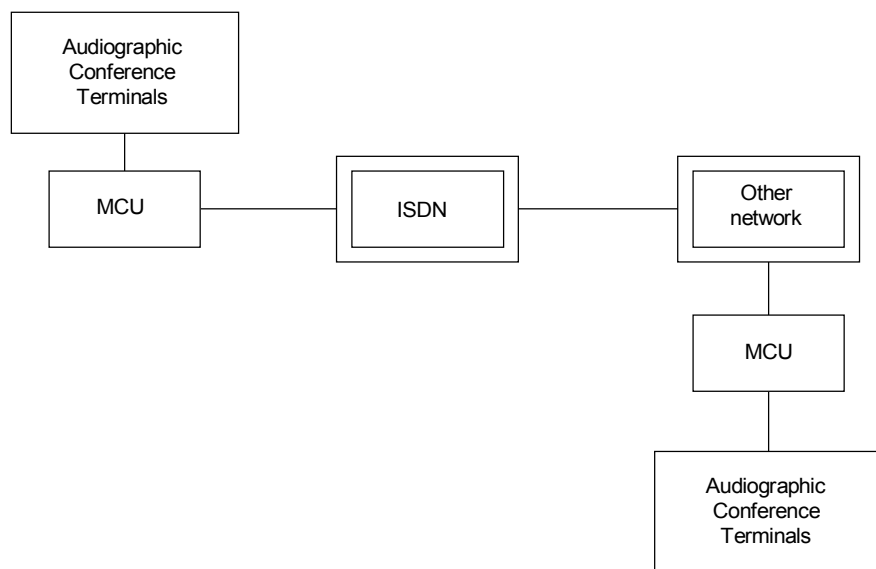 Audiographic
Conference
Terminals
MCU
ISDN
Other
network
MCU
Audiographic
Conference
Terminals